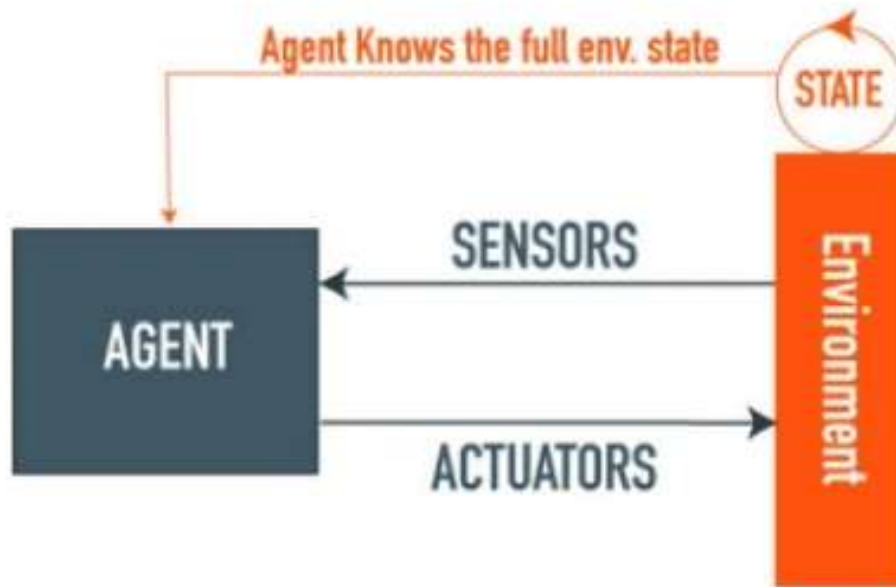 Agent Knows the full env. state
STATE
SENSORS
AGENT
Environment
ACTUATORS